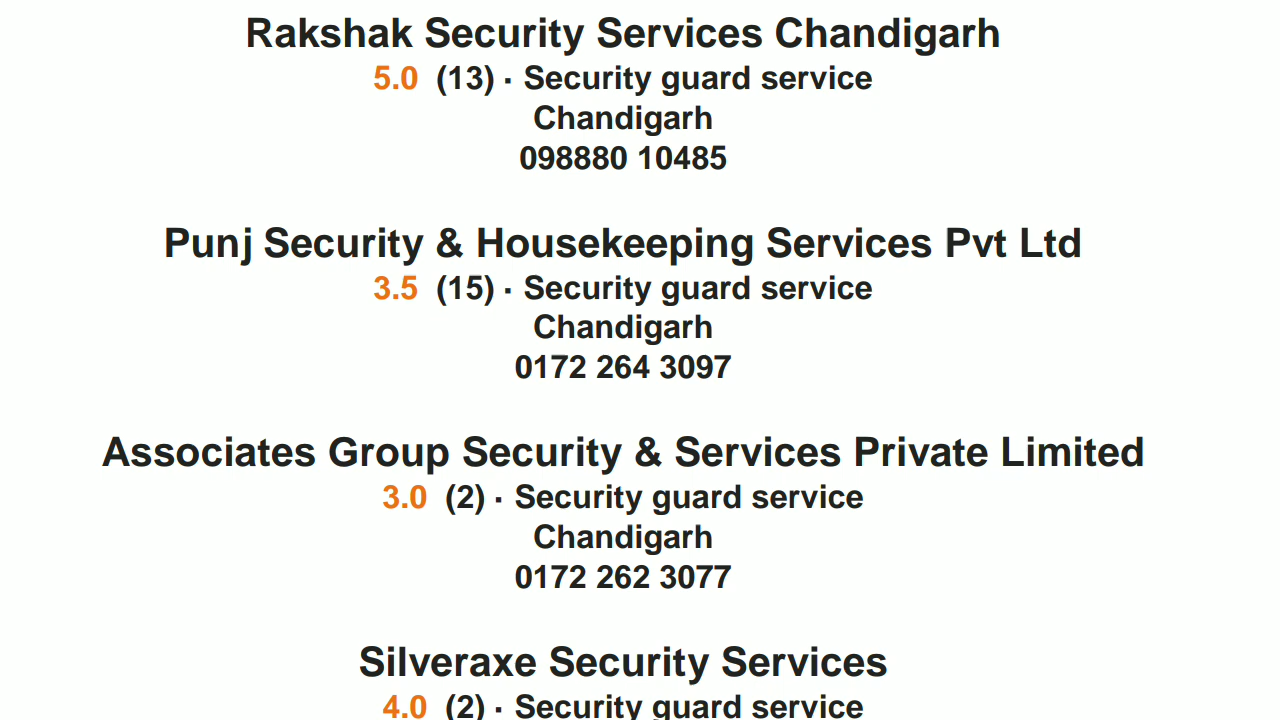 Rakshak Security Services Chandigarh
5.0 (13) · Security guard service
Chandigarh
098880 10485
Punj Security & Housekeeping Services Pvt Ltd
3.5 (15) · Security guard service
Chandigarh
0172 264 3097
Associates Group Security & Services Private Limited
3.0 (2) · Security guard service
Chandigarh
0172 262 3077
Silveraxe Security Services
4.0 (2) · Security guard service